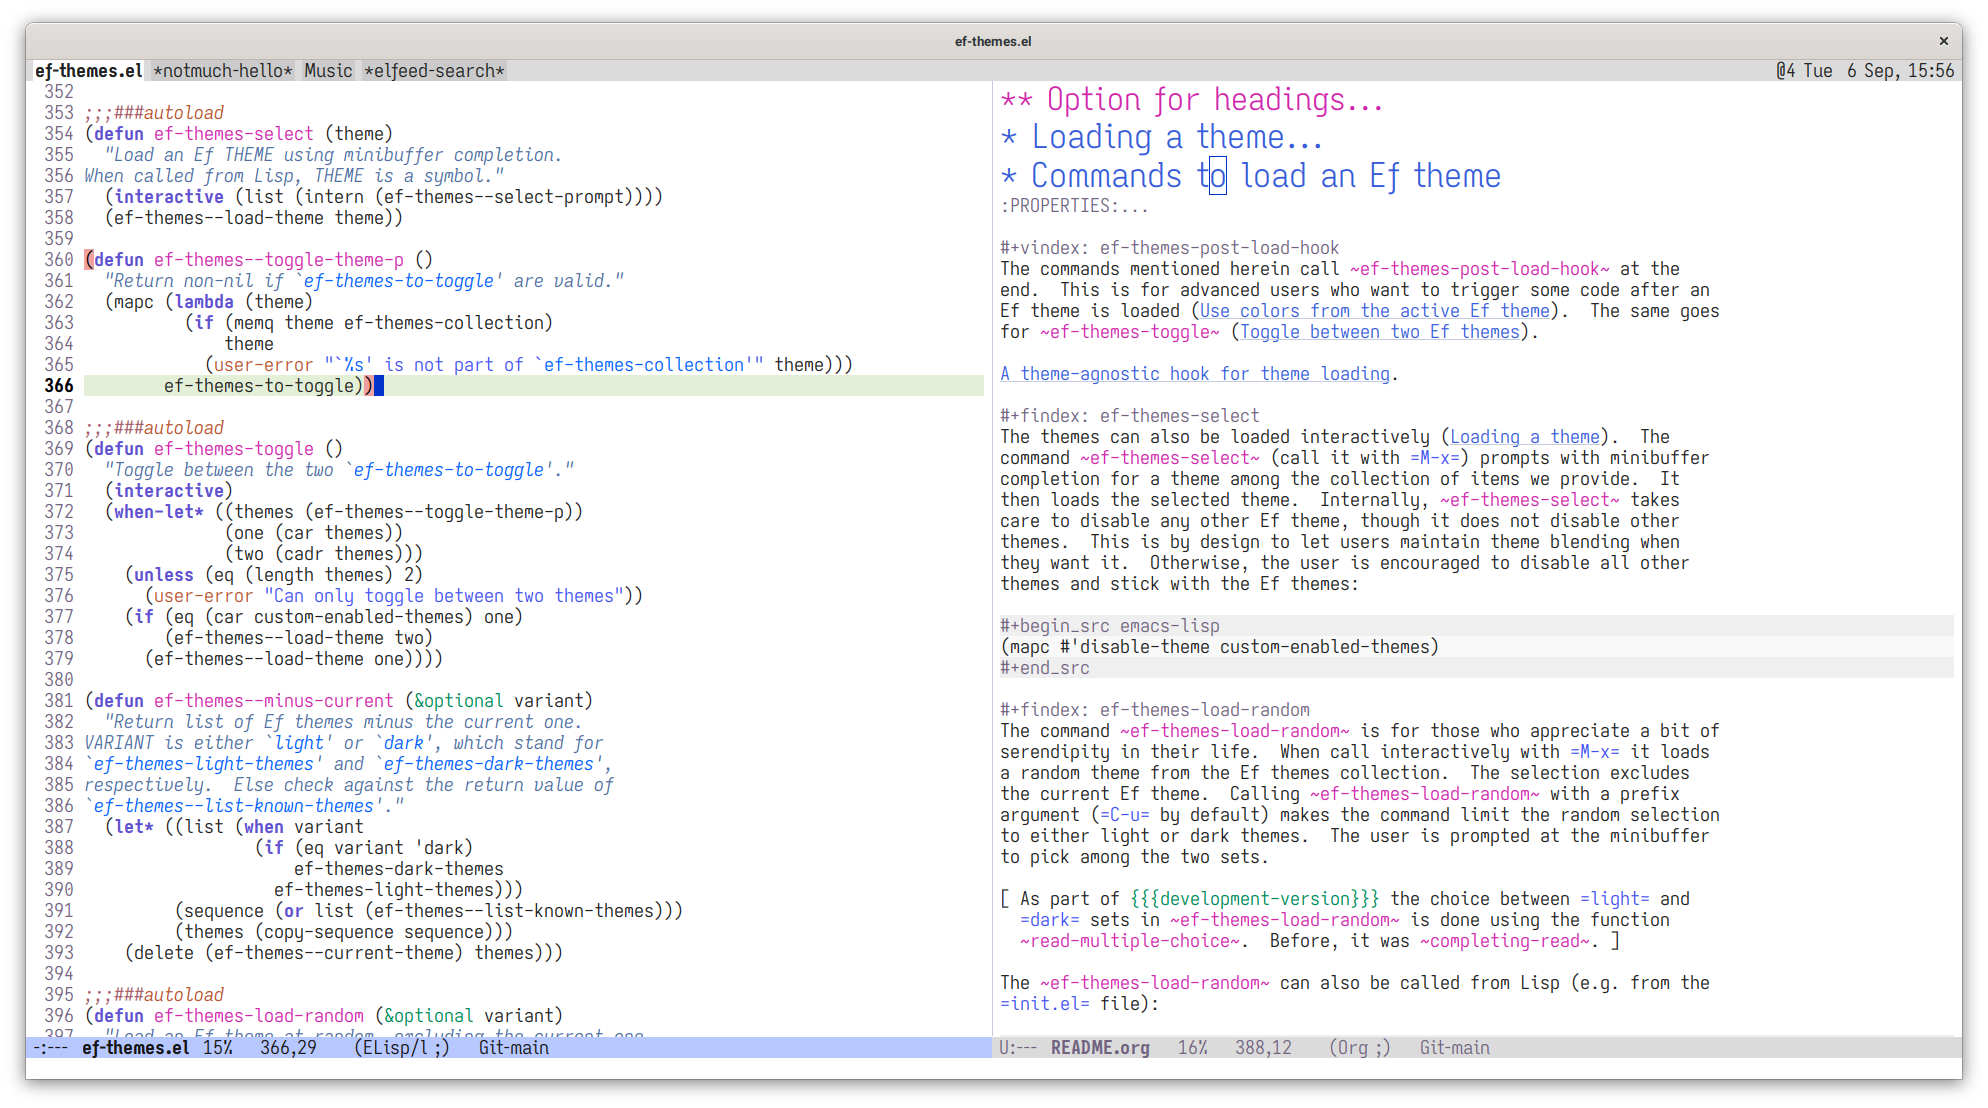 ef-themes.el
×
ef-themes.el *notmuch-hello* Music *elfeed-search*
@4 Tue  6 Sep, 15:56
352
353 ;;;###autoload
354 (defun ef-themes-select (theme)
355   "Load an Ef THEME using minibuffer completion.
356 When called from Lisp, THEME is a symbol."
357   (interactive (list (intern (ef-themes--select-prompt))))
358   (ef-themes--load-theme theme))
359
360 (defun ef-themes--toggle-theme-p ()
361   "Return non-nil if `ef-themes-to-toggle' are valid."
362   (mapc (lambda (theme)
363           (if (memq theme ef-themes-collection)
364               theme
365             (user-error "`%s' is not part of `ef-themes-collection'" theme)))
366         ef-themes-to-toggle))
367
368 ;;;###autoload
369 (defun ef-themes-toggle ()
370   "Toggle between the two `ef-themes-to-toggle'."
371   (interactive)
372   (when-let* ((themes (ef-themes--toggle-theme-p))
373               (one (car themes))
374               (two (cadr themes)))
375     (unless (eq (length themes) 2)
376       (user-error "Can only toggle between two themes"))
377     (if (eq (car custom-enabled-themes) one)
378         (ef-themes--load-theme two)
379       (ef-themes--load-theme one))))
380
381 (defun ef-themes--minus-current (&optional variant)
382   "Return list of Ef themes minus the current one.
383 VARIANT is either `light' or `dark', which stand for
384 `ef-themes-light-themes' and `ef-themes-dark-themes',
385 respectively.  Else check against the return value of
386 `ef-themes--list-known-themes'."
387   (let* ((list (when variant
388                  (if (eq variant 'dark)
389                      ef-themes-dark-themes
390                    ef-themes-light-themes)))
391          (sequence (or list (ef-themes--list-known-themes)))
392          (themes (copy-sequence sequence)))
393     (delete (ef-themes--current-theme) themes)))
394
395 ;;;###autoload
396 (defun ef-themes-load-random (&optional variant)
397   "Load an Ef theme at random, excluding the current one.
-:--- ef-themes.el 15% 366,29 (ELisp/l ;) Git-main
** Option for headings...
* Loading a theme...
* Commands to load an Ef theme
:PROPERTIES:...
#+vindex: ef-themes-post-load-hook
The commands mentioned herein call ~ef-themes-post-load-hook~ at the
end.  This is for advanced users who want to trigger some code after an
Ef theme is loaded (Use colors from the active Ef theme).  The same goes
for ~ef-themes-toggle~ (Toggle between two Ef themes).
A theme-agnostic hook for theme loading.
#+findex: ef-themes-select
The themes can also be loaded interactively (Loading a theme).  The
command ~ef-themes-select~ (call it with =M-x=) prompts with minibuffer
completion for a theme among the collection of items we provide.  It
then loads the selected theme.  Internally, ~ef-themes-select~ takes
care to disable any other Ef theme, though it does not disable other
themes.  This is by design to let users maintain theme blending when
they want it.  Otherwise, the user is encouraged to disable all other
themes and stick with the Ef themes:
#+begin_src emacs-lisp
(mapc #'disable-theme custom-enabled-themes)
#+end_src
#+findex: ef-themes-load-random
The command ~ef-themes-load-random~ is for those who appreciate a bit of
serendipity in their life.  When call interactively with =M-x= it loads
a random theme from the Ef themes collection.  The selection excludes
the current Ef theme.  Calling ~ef-themes-load-random~ with a prefix
argument (=C-u= by default) makes the command limit the random selection
to either light or dark themes.  The user is prompted at the minibuffer
to pick among the two sets.
[ As part of {{{development-version}}} the choice between =light= and
  =dark= sets in ~ef-themes-load-random~ is done using the function
  ~read-multiple-choice~.  Before, it was ~completing-read~. ]
The ~ef-themes-load-random~ can also be called from Lisp (e.g. from the
=init.el= file):
U:--- README.org 16% 388,12 (Org ;) Git-main